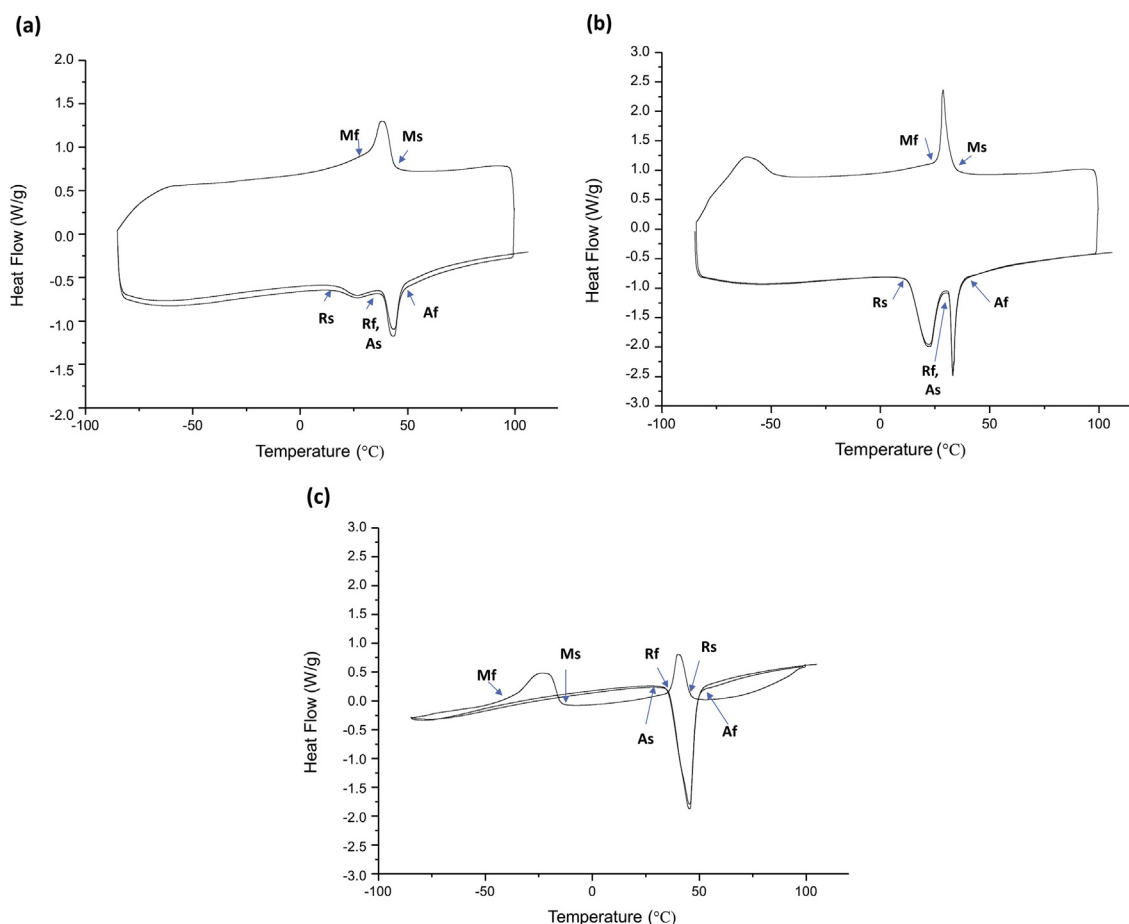 (a)
2.0
1.5
1.0
0.5
0.0
-0.5
-1.0
-1.5
-2.0
Heat Flow (W/g)
Mf
Ms
Rs
Rf,
As
Af
-100
-50
0
50
100
Temperature (°C)
(b)
3.0
2.5
2.0
1.5
1.0
0.5
0.0
-0.5
-1.0
-1.5
-2.0
-2.5
-3.0
Heat Flow (W/g)
Mf
Ms
Rs
Rf,
As
Af
-100
-50
0
50
100
Temperature (°C)
(c)
3.0
2.5
2.0
1.5
1.0
0.5
0.0
-0.5
-1.0
-1.5
-2.0
-2.5
-3.0
Heat Flow (W/g)
Mf
Ms
Rf
Rs
As
Af
-100
-50
0
50
100
Temperature (°C)